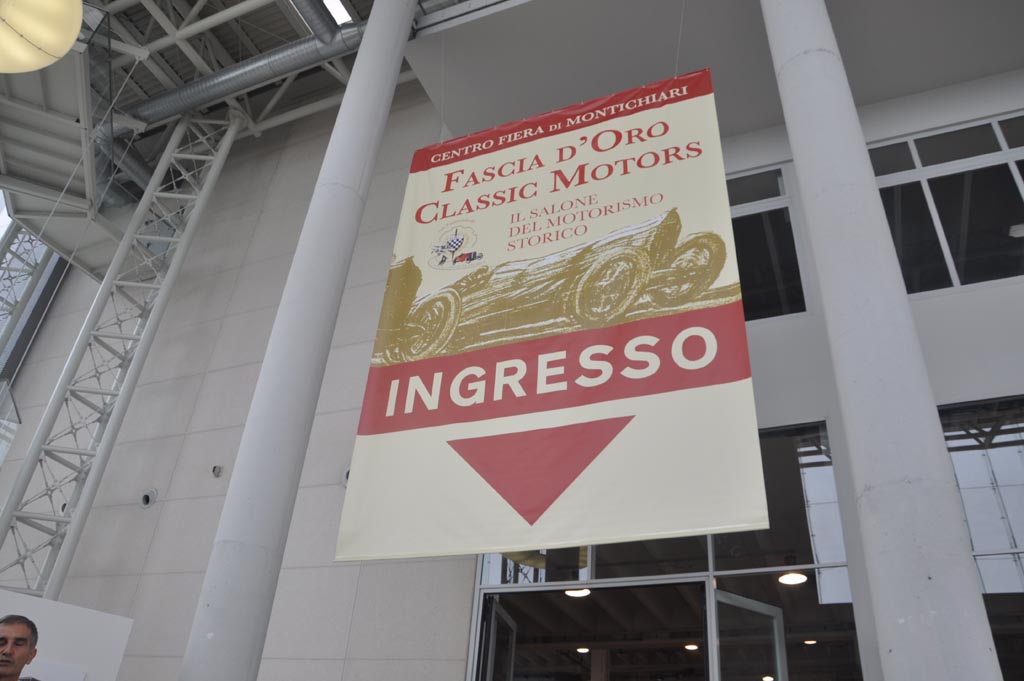 CENTRO FIERA DI MONTICHIARI
FASCIA D'ORO
CLASSIC MOTORS
IL SALONE
DEL MOTORISMO
STORICO
INGRESSO